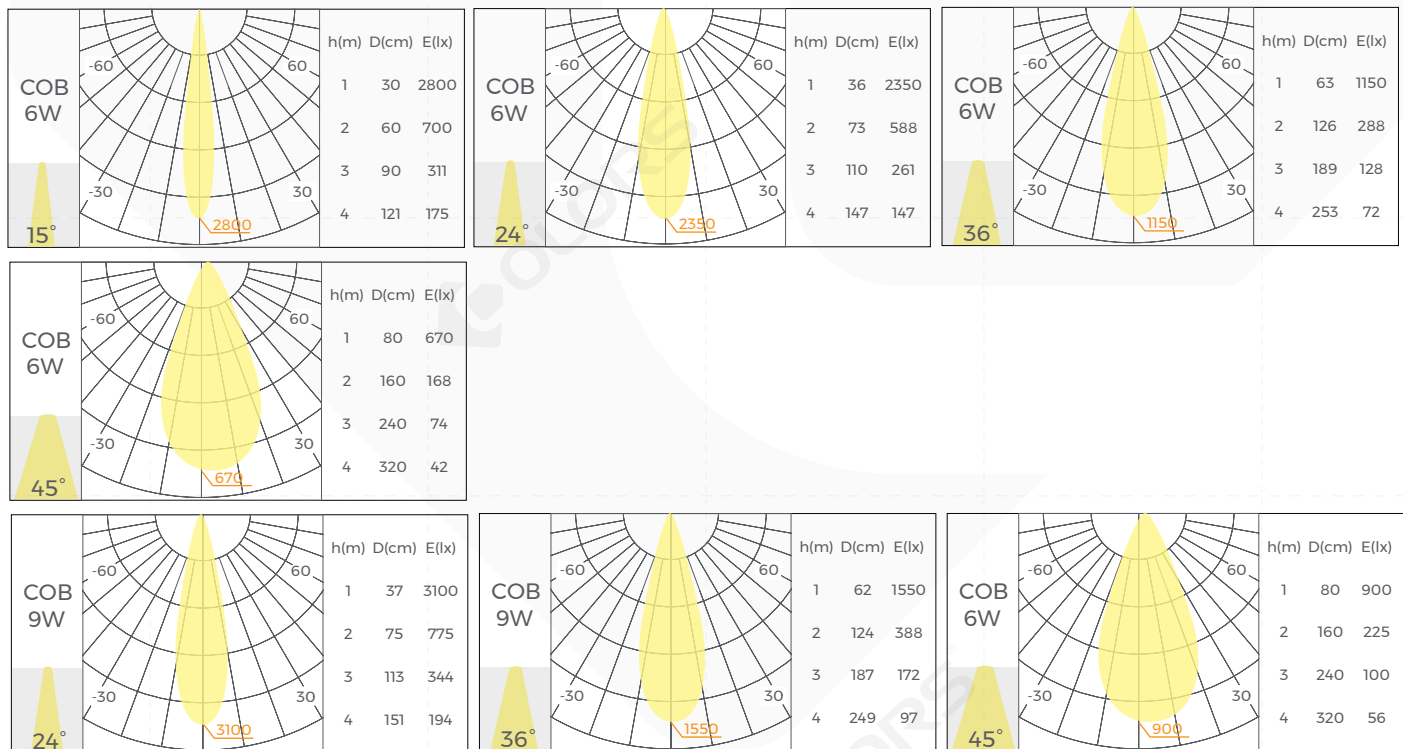 COB
6W
15°
-60
60
-30
30
2800
h(m) D(cm) E(lx)
1 30 2800
2 60 700
3 90 311
4 121 175
COB
6W
24°
-60
60
-30
30
2350
h(m) D(cm) E(lx)
1 36 2350
2 73 588
3 110 261
4 147 147
COB
6W
36°
-60
60
-30
30
1150
h(m) D(cm) E(lx)
1 63 1150
2 126 288
3 189 128
4 253 72
COB
6W
45°
-60
60
-30
30
670
h(m) D(cm) E(lx)
1 80 670
2 160 168
3 240 74
4 320 42
COB
9W
24°
-60
60
-30
30
3100
h(m) D(cm) E(lx)
1 37 3100
2 75 775
3 113 344
4 151 194
COB
9W
36°
-60
60
-30
30
1550
h(m) D(cm) E(lx)
1 62 1550
2 124 388
3 187 172
4 249 97
COB
6W
45°
-60
60
-30
30
900
h(m) D(cm) E(lx)
1 80 900
2 160 225
3 240 100
4 320 56
OLORS